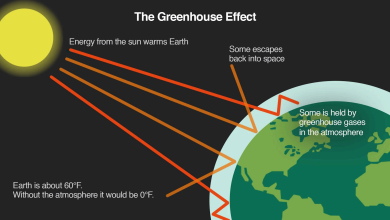 The Greenhouse Effect
Energy from the sun warms Earth
Some escapes
back into space
Some is held by
greenhouse gases
in the atmosphere
Earth is about 60°F.
Without the atmosphere it would be 0°F.